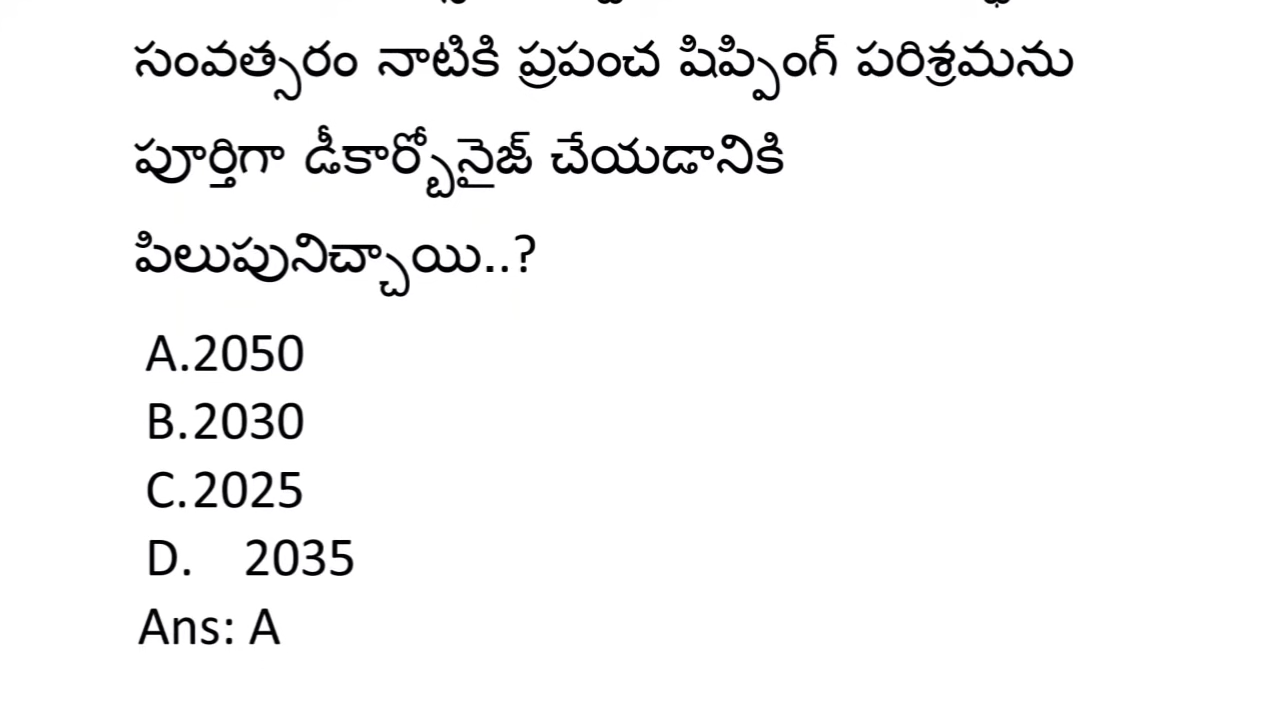 సంవత్సరం నాటికి ప్రపంచ షిప్పింగ్ పరిశ్రమను
పూర్తిగా డీకార్బోనైజ్ చేయడానికి
పిలుపునిచ్చాయి..?
A.2050
B.2030
C.2025
D. 2035
Ans: A